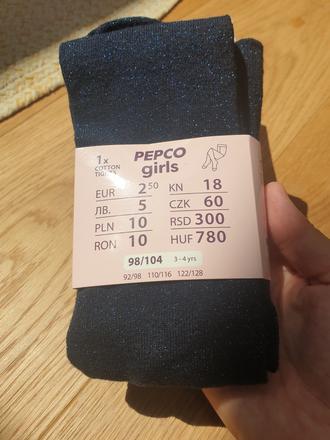 1x
COTTON
TIGHTS
PEPCO
girls
EUR 2 50
ЛВ. 5
PLN 10
RON 10
KN 18
CZK 60
RSD 300
HUF 780
98/104 3-4 yrs
92/98 110/116 122/128